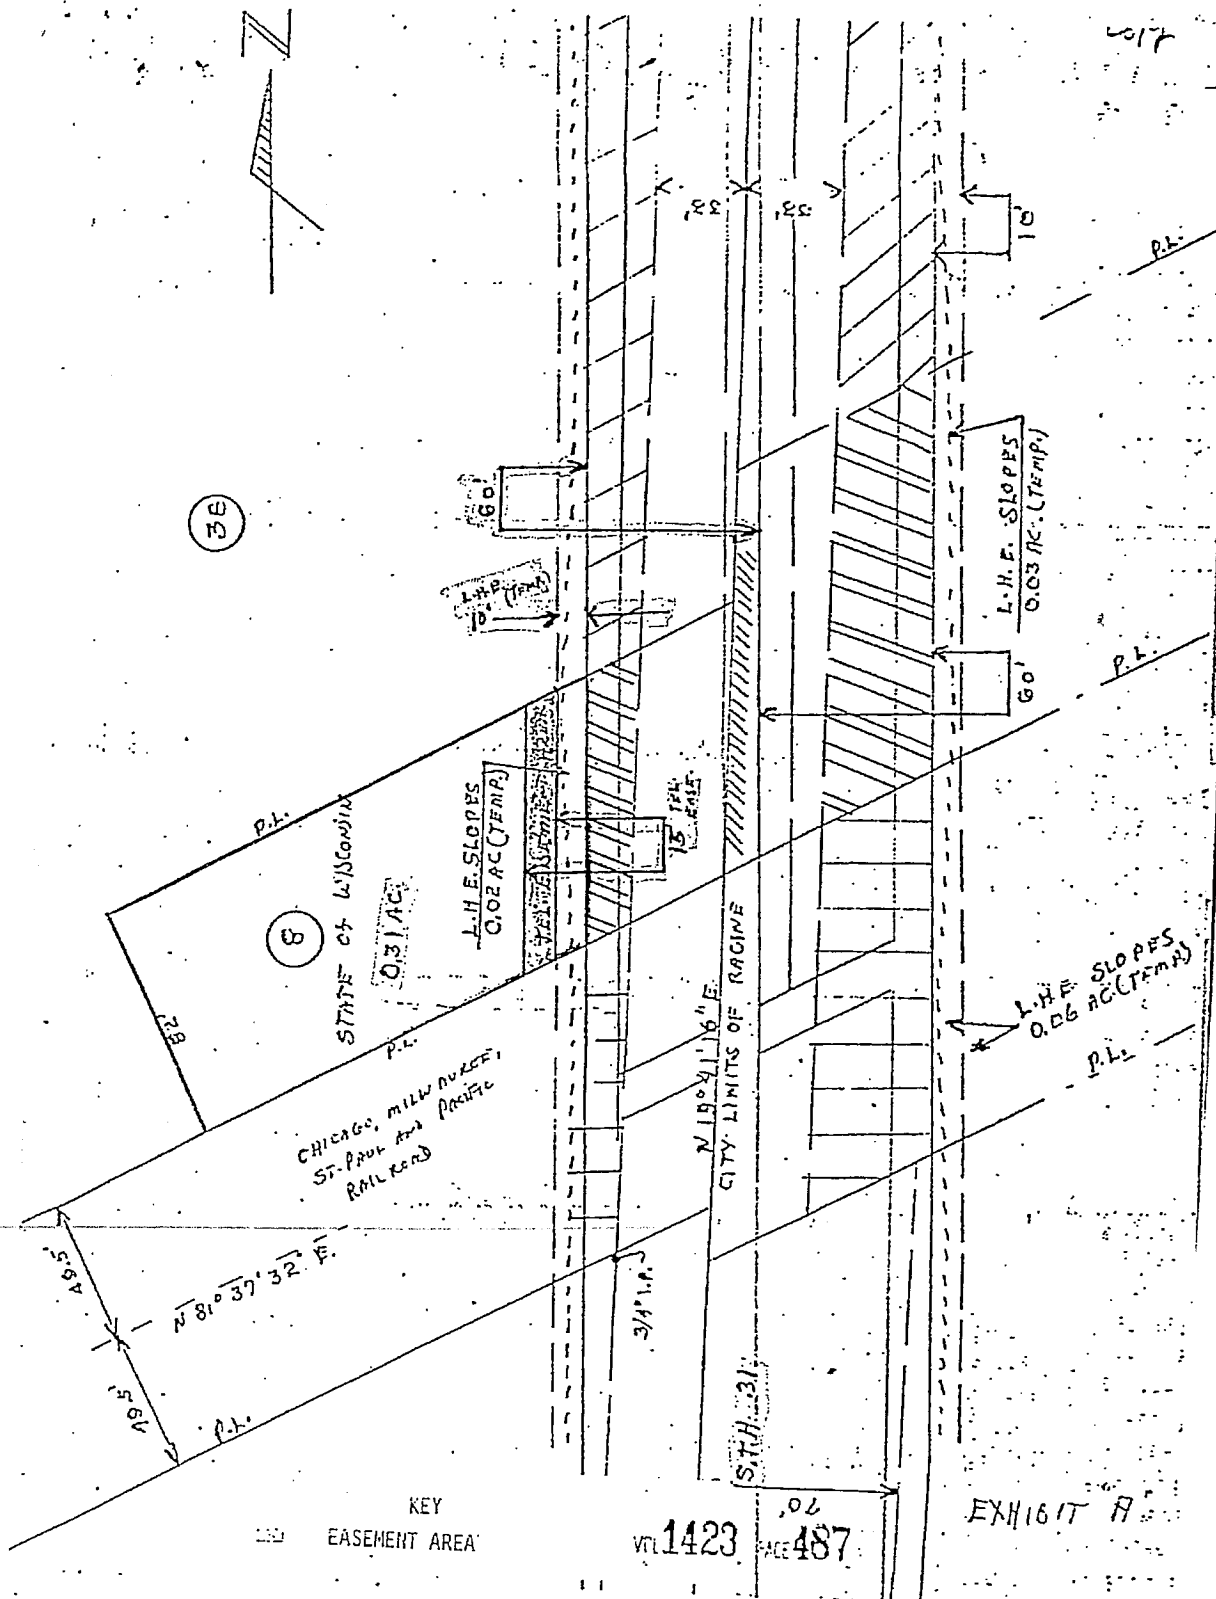 N
33'
33'
10'
P.L.
3E
60'
L.H.E. (TEMP.)
10'
L.H.E. SLOPES
0.03 AC. (TEMP.)
60'
P.L.
P.L.
8
STATE OF WISCONSIN
0.31 AC.
L.H.E. SLOPES
0.02 AC (TEMP.)
15' TEL. EASE.
82'
P.L.
CHICAGO, MILWAUKEE,
ST. PAUL AND PACIFIC
RAILROAD
N 19° 41' 16" E
CITY LIMITS OF RACINE
* L.H.E. SLOPES
0.06 AC. (TEMP.)
P.L.
49.5'
49.5'
N 81° 37' 32" E.
P.L.
3/4" I.P.
S.T.H. 31
70'
KEY
EASEMENT AREA
VOL 1423 PAGE 487
EXHIBIT A